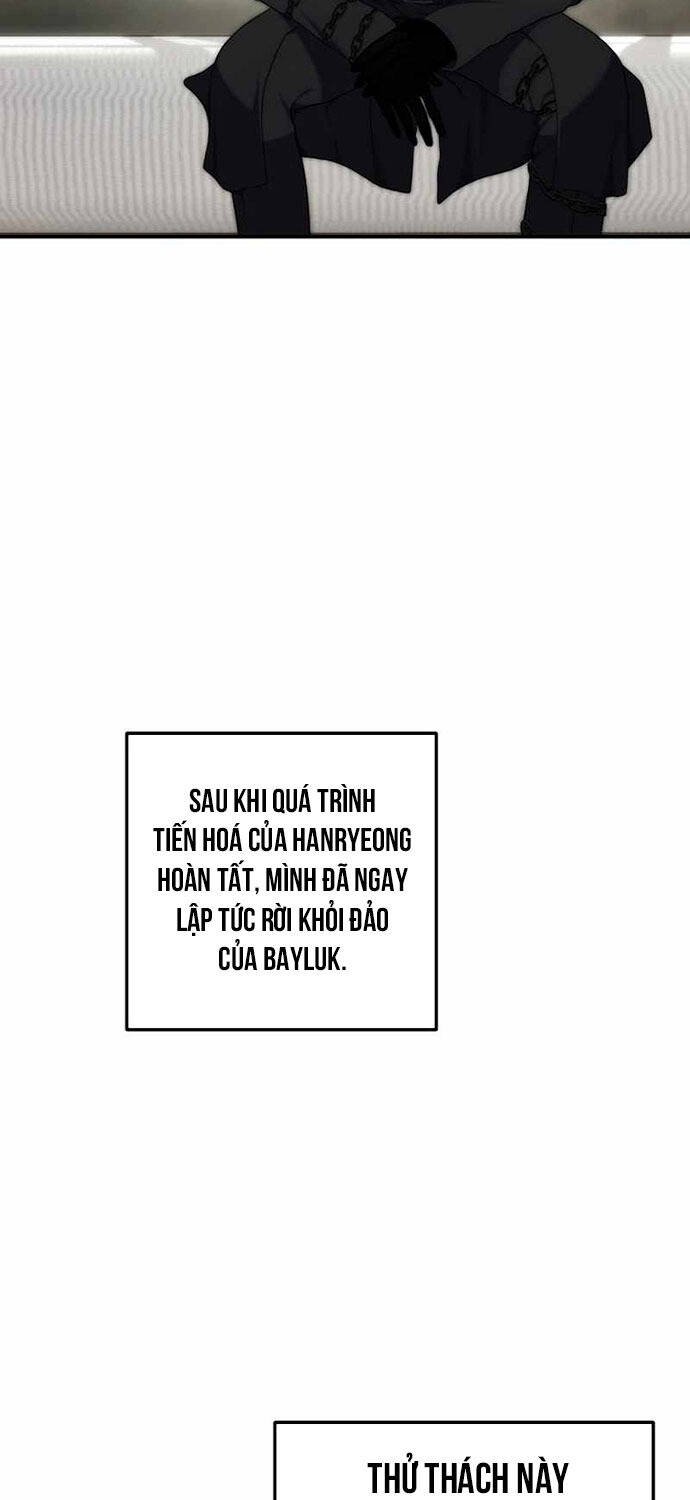 SAU KHI QUÁ TRÌNH
TIẾN HOÁ CỦA HANRYEONG
HOÀN TẤT, MÌNH ĐÃ NGAY
LẬP TỨC RỜI KHỎI ĐẢO
CỦA BAYLUK.
THỬ THÁCH NÀY